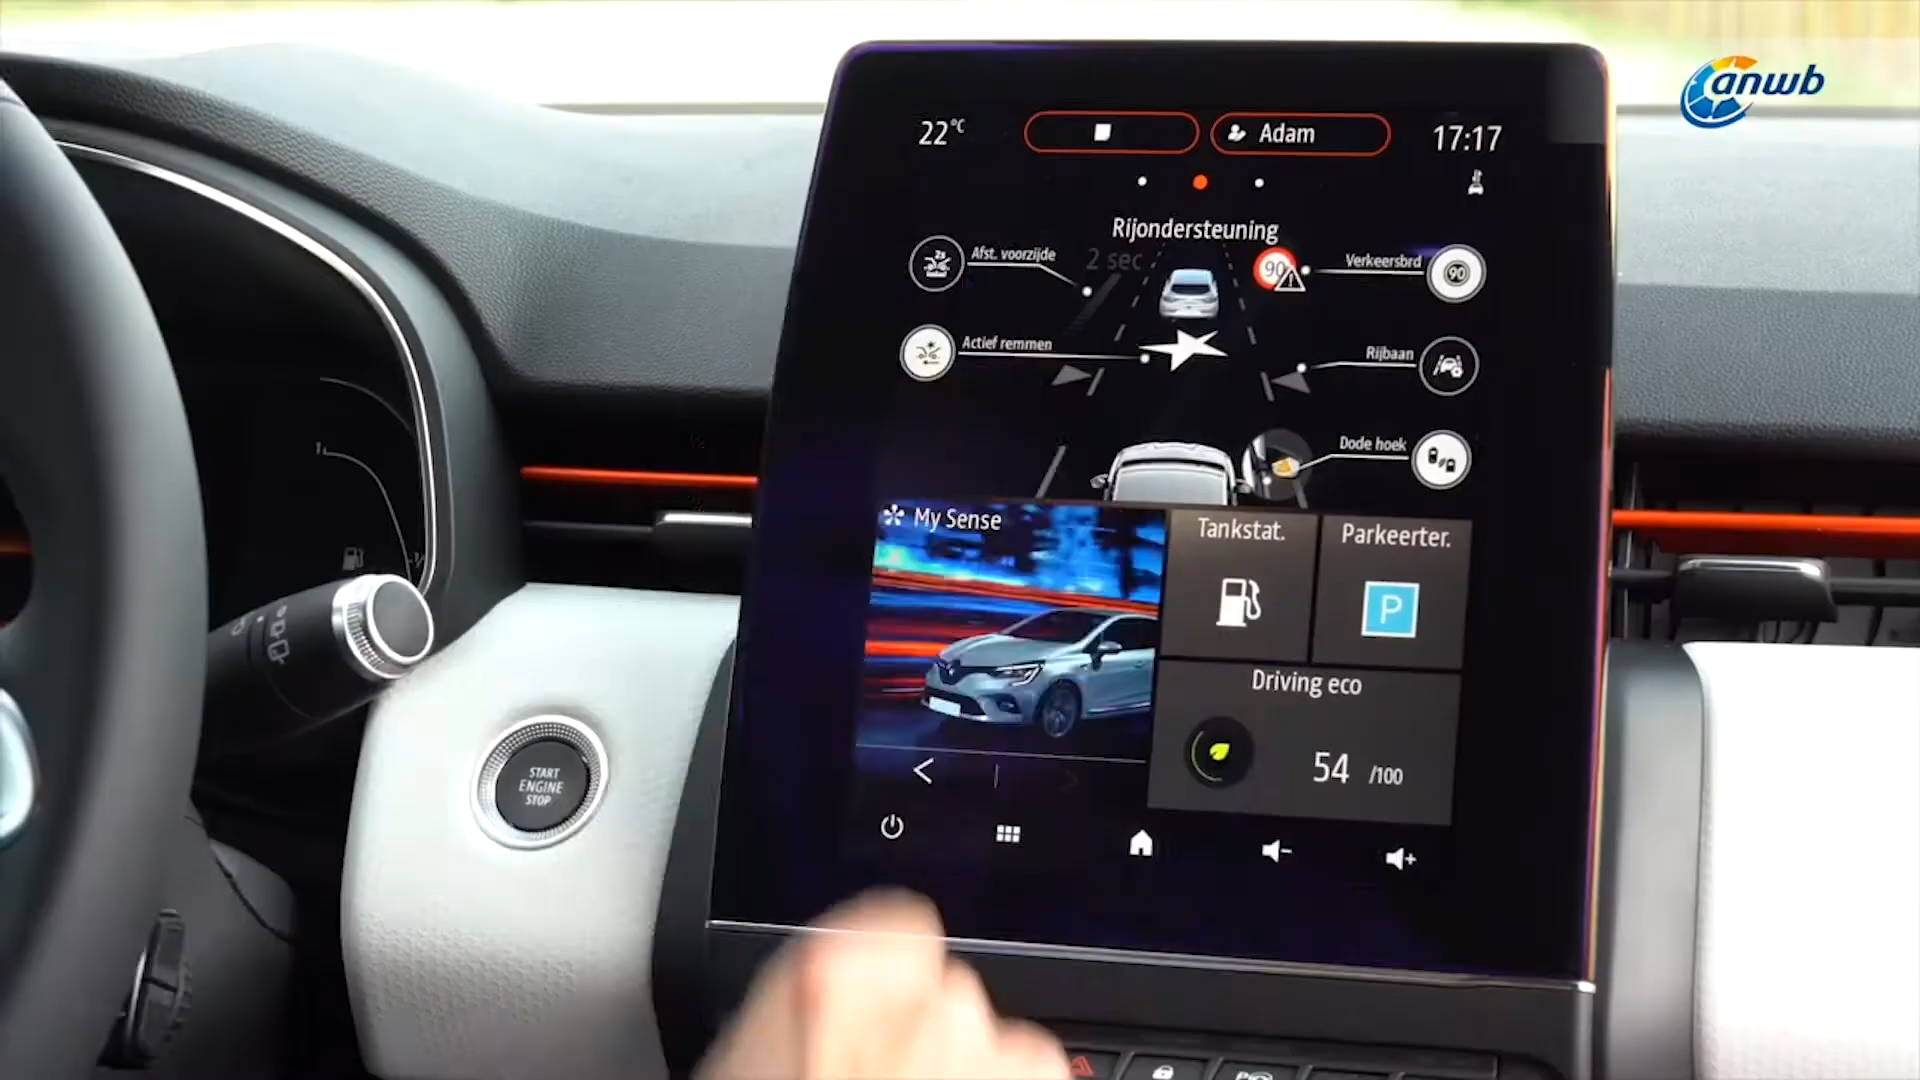 anwb
22°C
Adam
17:17
Rijondersteuning
Afst. voorzijde
2 sec
90
Verkeersbrd
90
Actief remmen
Rijbaan
Dode hoek
My Sense
Tankstat.
Parkeerter.
P
Driving eco
54 /100
START
ENGINE
STOP